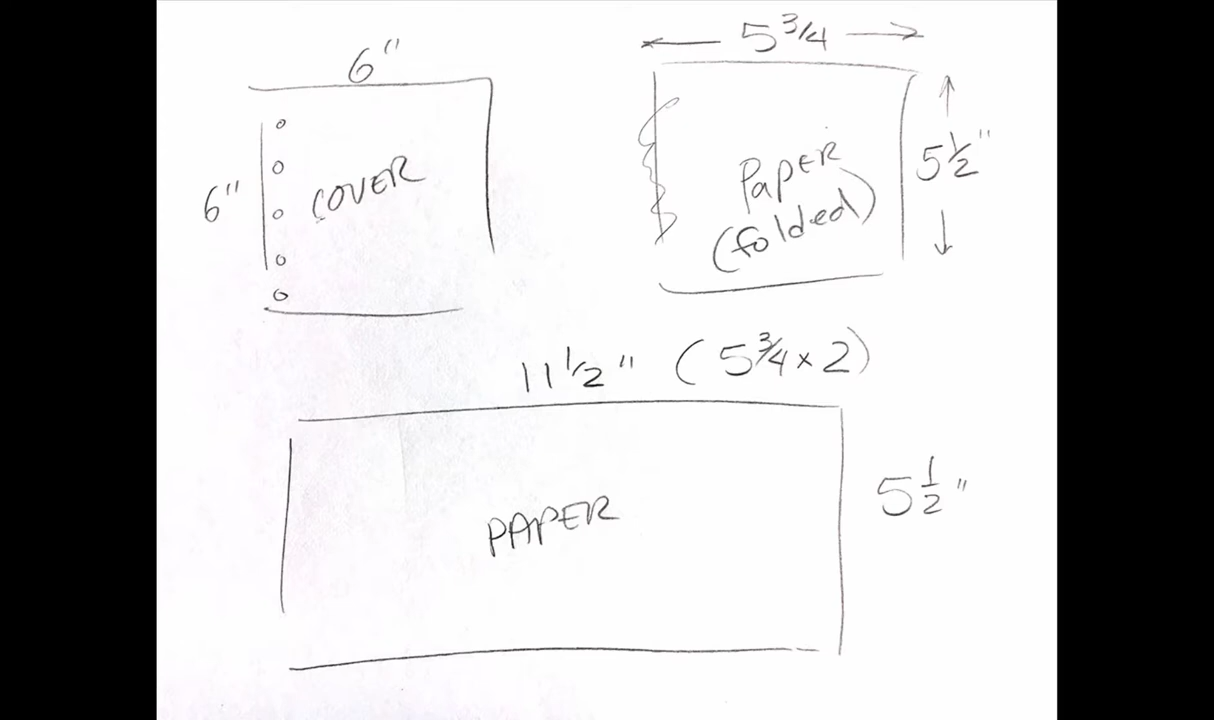 6"
6"
COVER
5 3/4
5 1/2"
Paper
(folded)
11 1/2" (5 3/4 x 2)
PAPER
5 1/2"